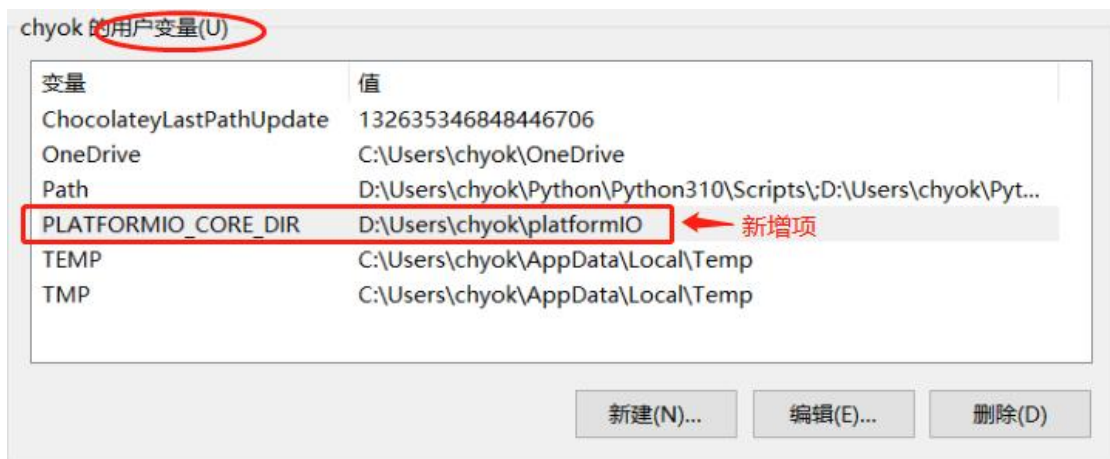 chyok 的用户变量(U)
变量 值
ChocolateyLastPathUpdate 132635346848446706
OneDrive C:\Users\chyok\OneDrive
Path D:\Users\chyok\Python\Python310\Scripts\;D:\Users\chyok\Pyt...
PLATFORMIO_CORE_DIR D:\Users\chyok\platformIO 新增项
TEMP C:\Users\chyok\AppData\Local\Temp
TMP C:\Users\chyok\AppData\Local\Temp
新建(N)... 编辑(E)... 删除(D)